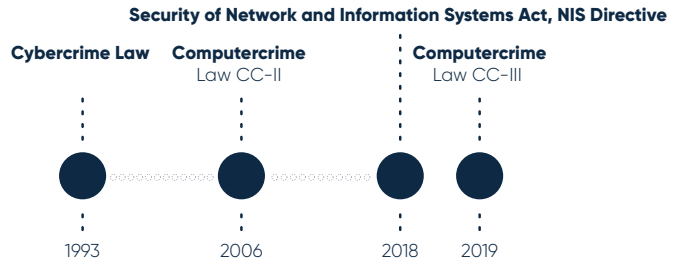 Security of Network and Information Systems Act, NIS Directive
Cybercrime Law
Computercrime
Law CC-II
Computercrime
Law CC-III
1993
2006
2018
2019